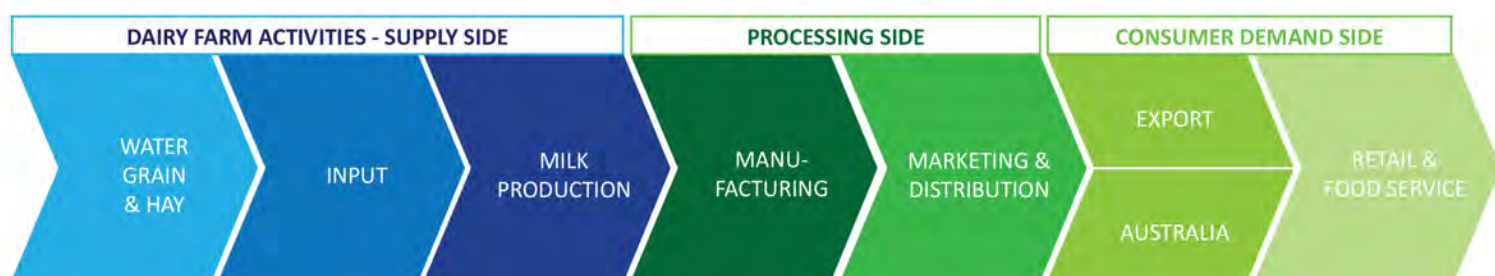 DAIRY FARM ACTIVITIES - SUPPLY SIDE
PROCESSING SIDE
CONSUMER DEMAND SIDE
WATER
GRAIN
& HAY
INPUT
MILK
PRODUCTION
MANU-
FACTURING
MARKETING &
DISTRIBUTION
EXPORT
AUSTRALIA
RETAIL &
FOOD SERVICE